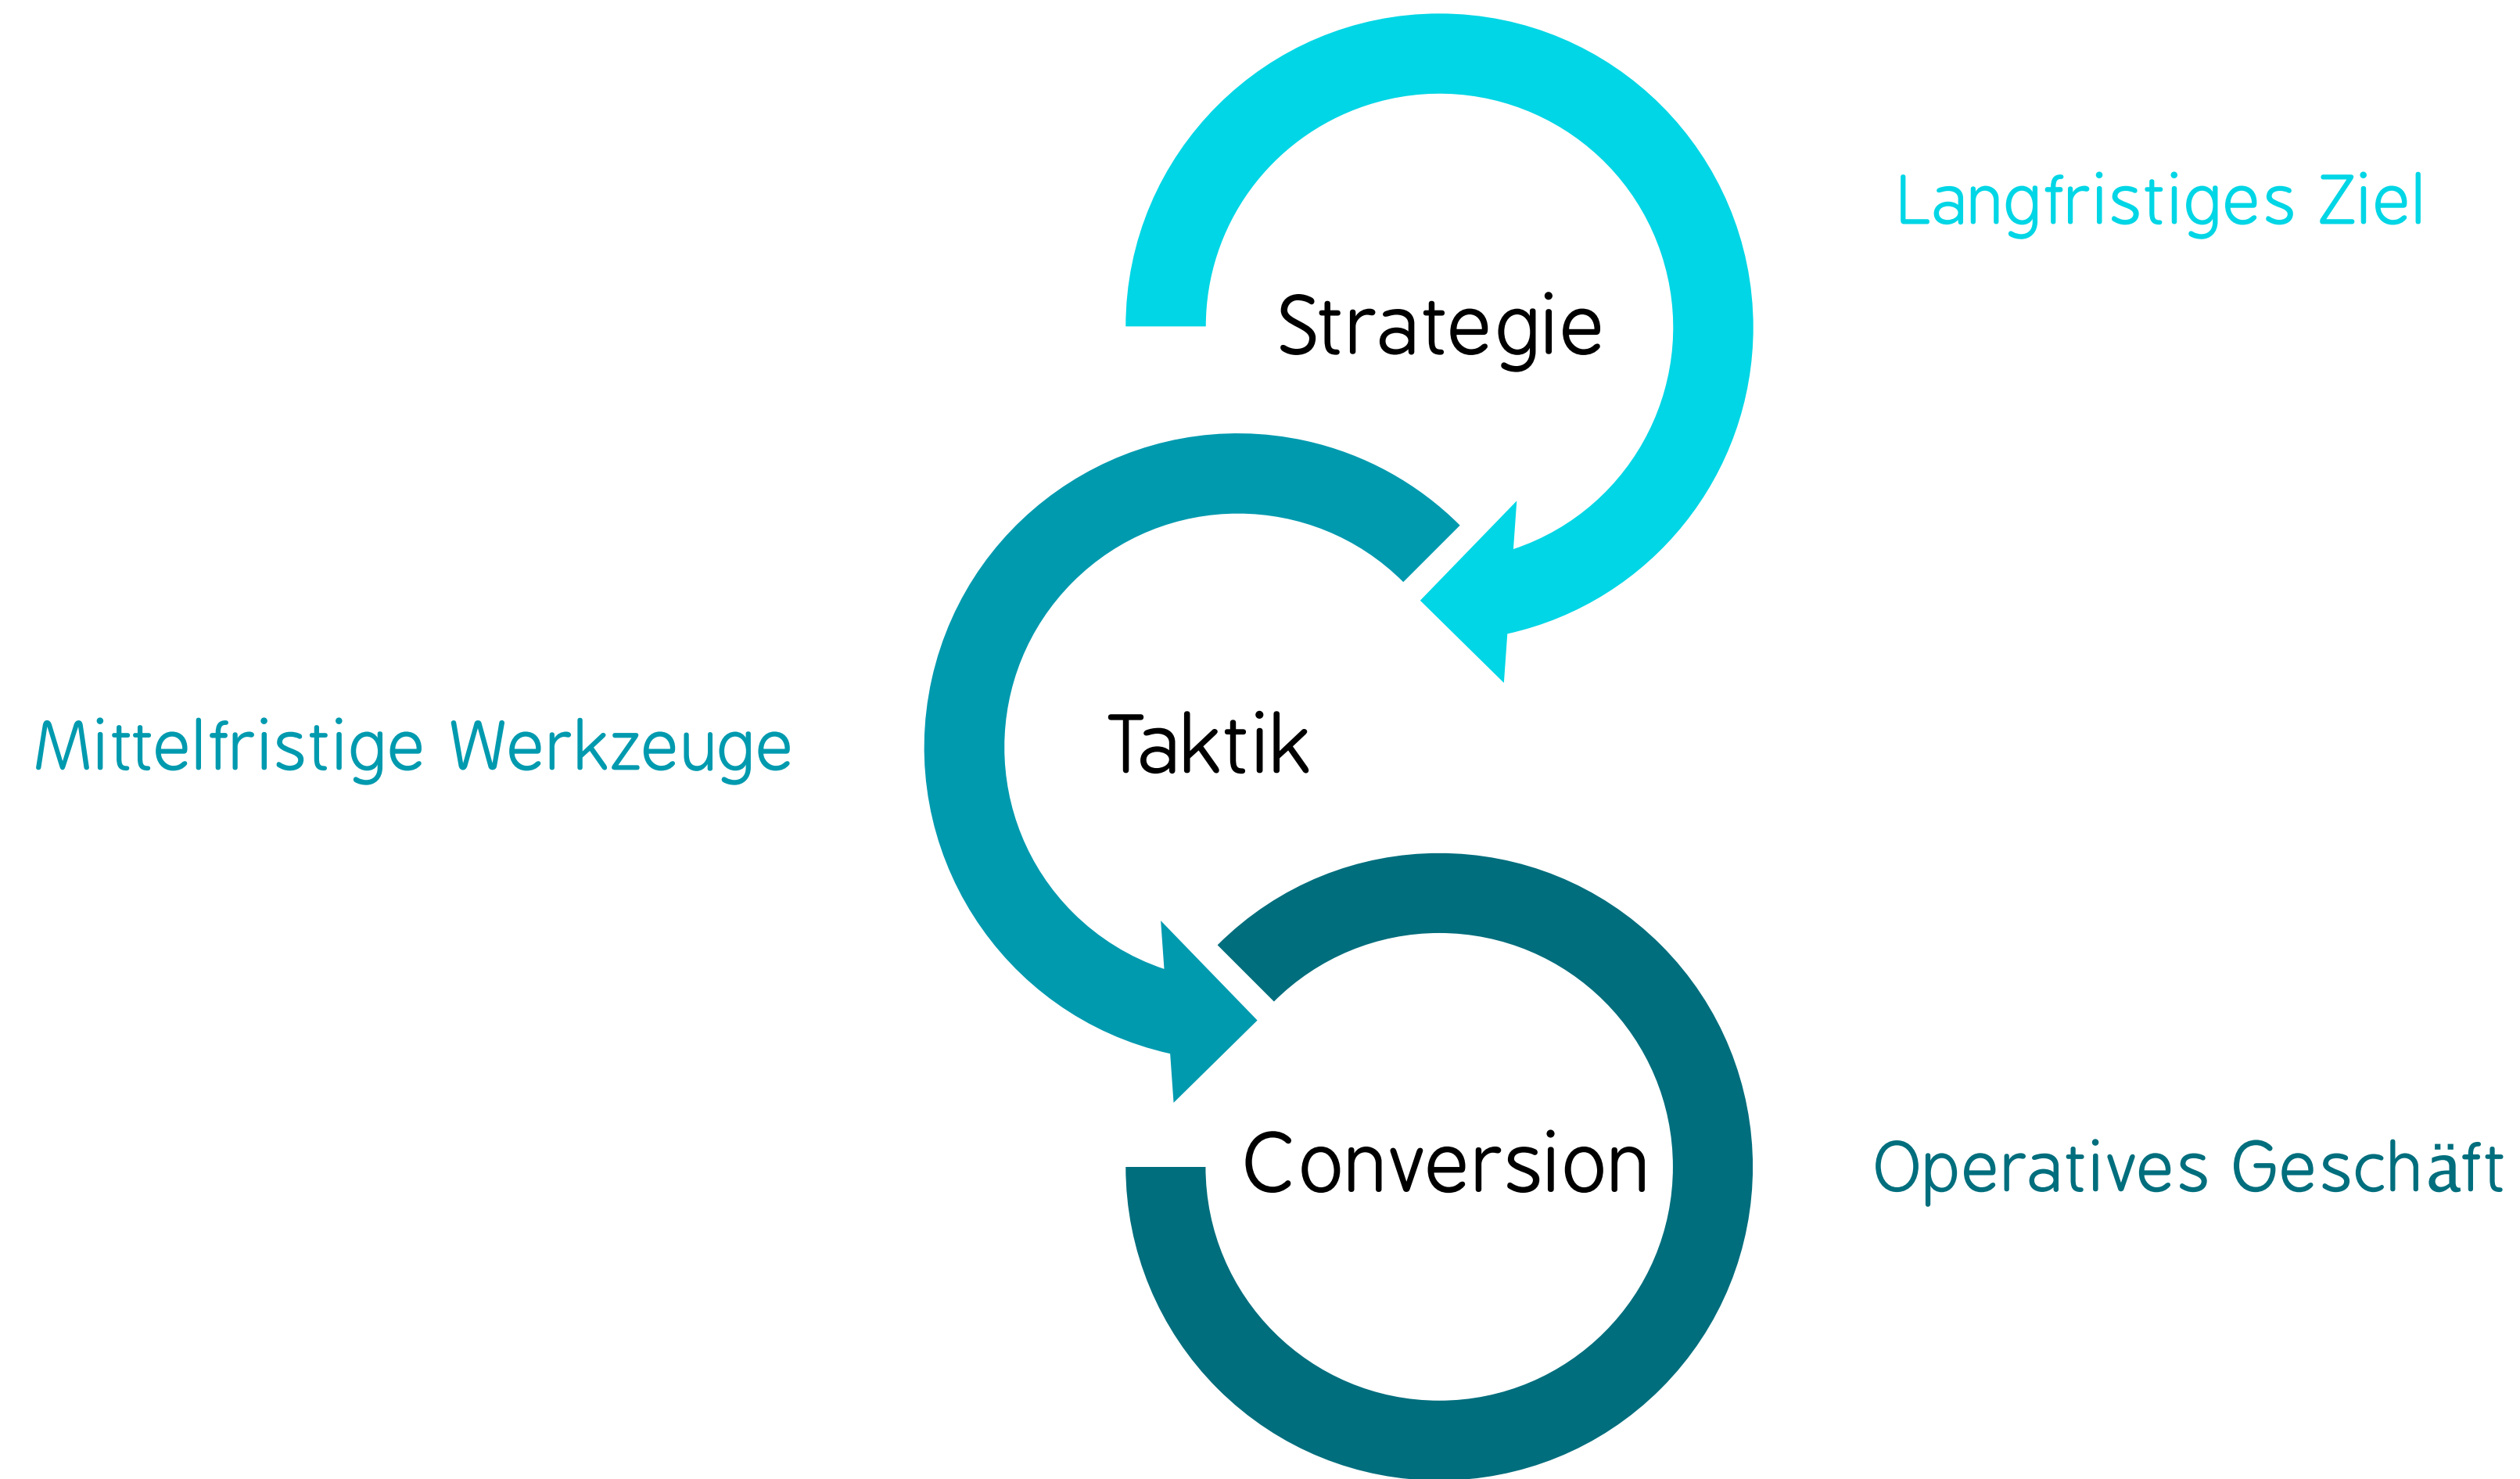 Langfristiges Ziel
Strategie
Mittelfristige Werkzeuge
Taktik
Conversion
Operatives Geschäft